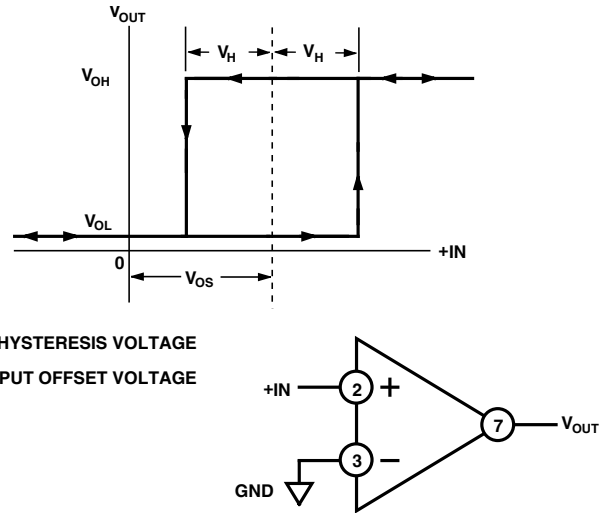 VOUT
VH VH
VOH
VOL
+IN
0
VOS
HYSTERESIS VOLTAGE
PUT OFFSET VOLTAGE
+IN 2 +
7 VOUT
3 −
GND